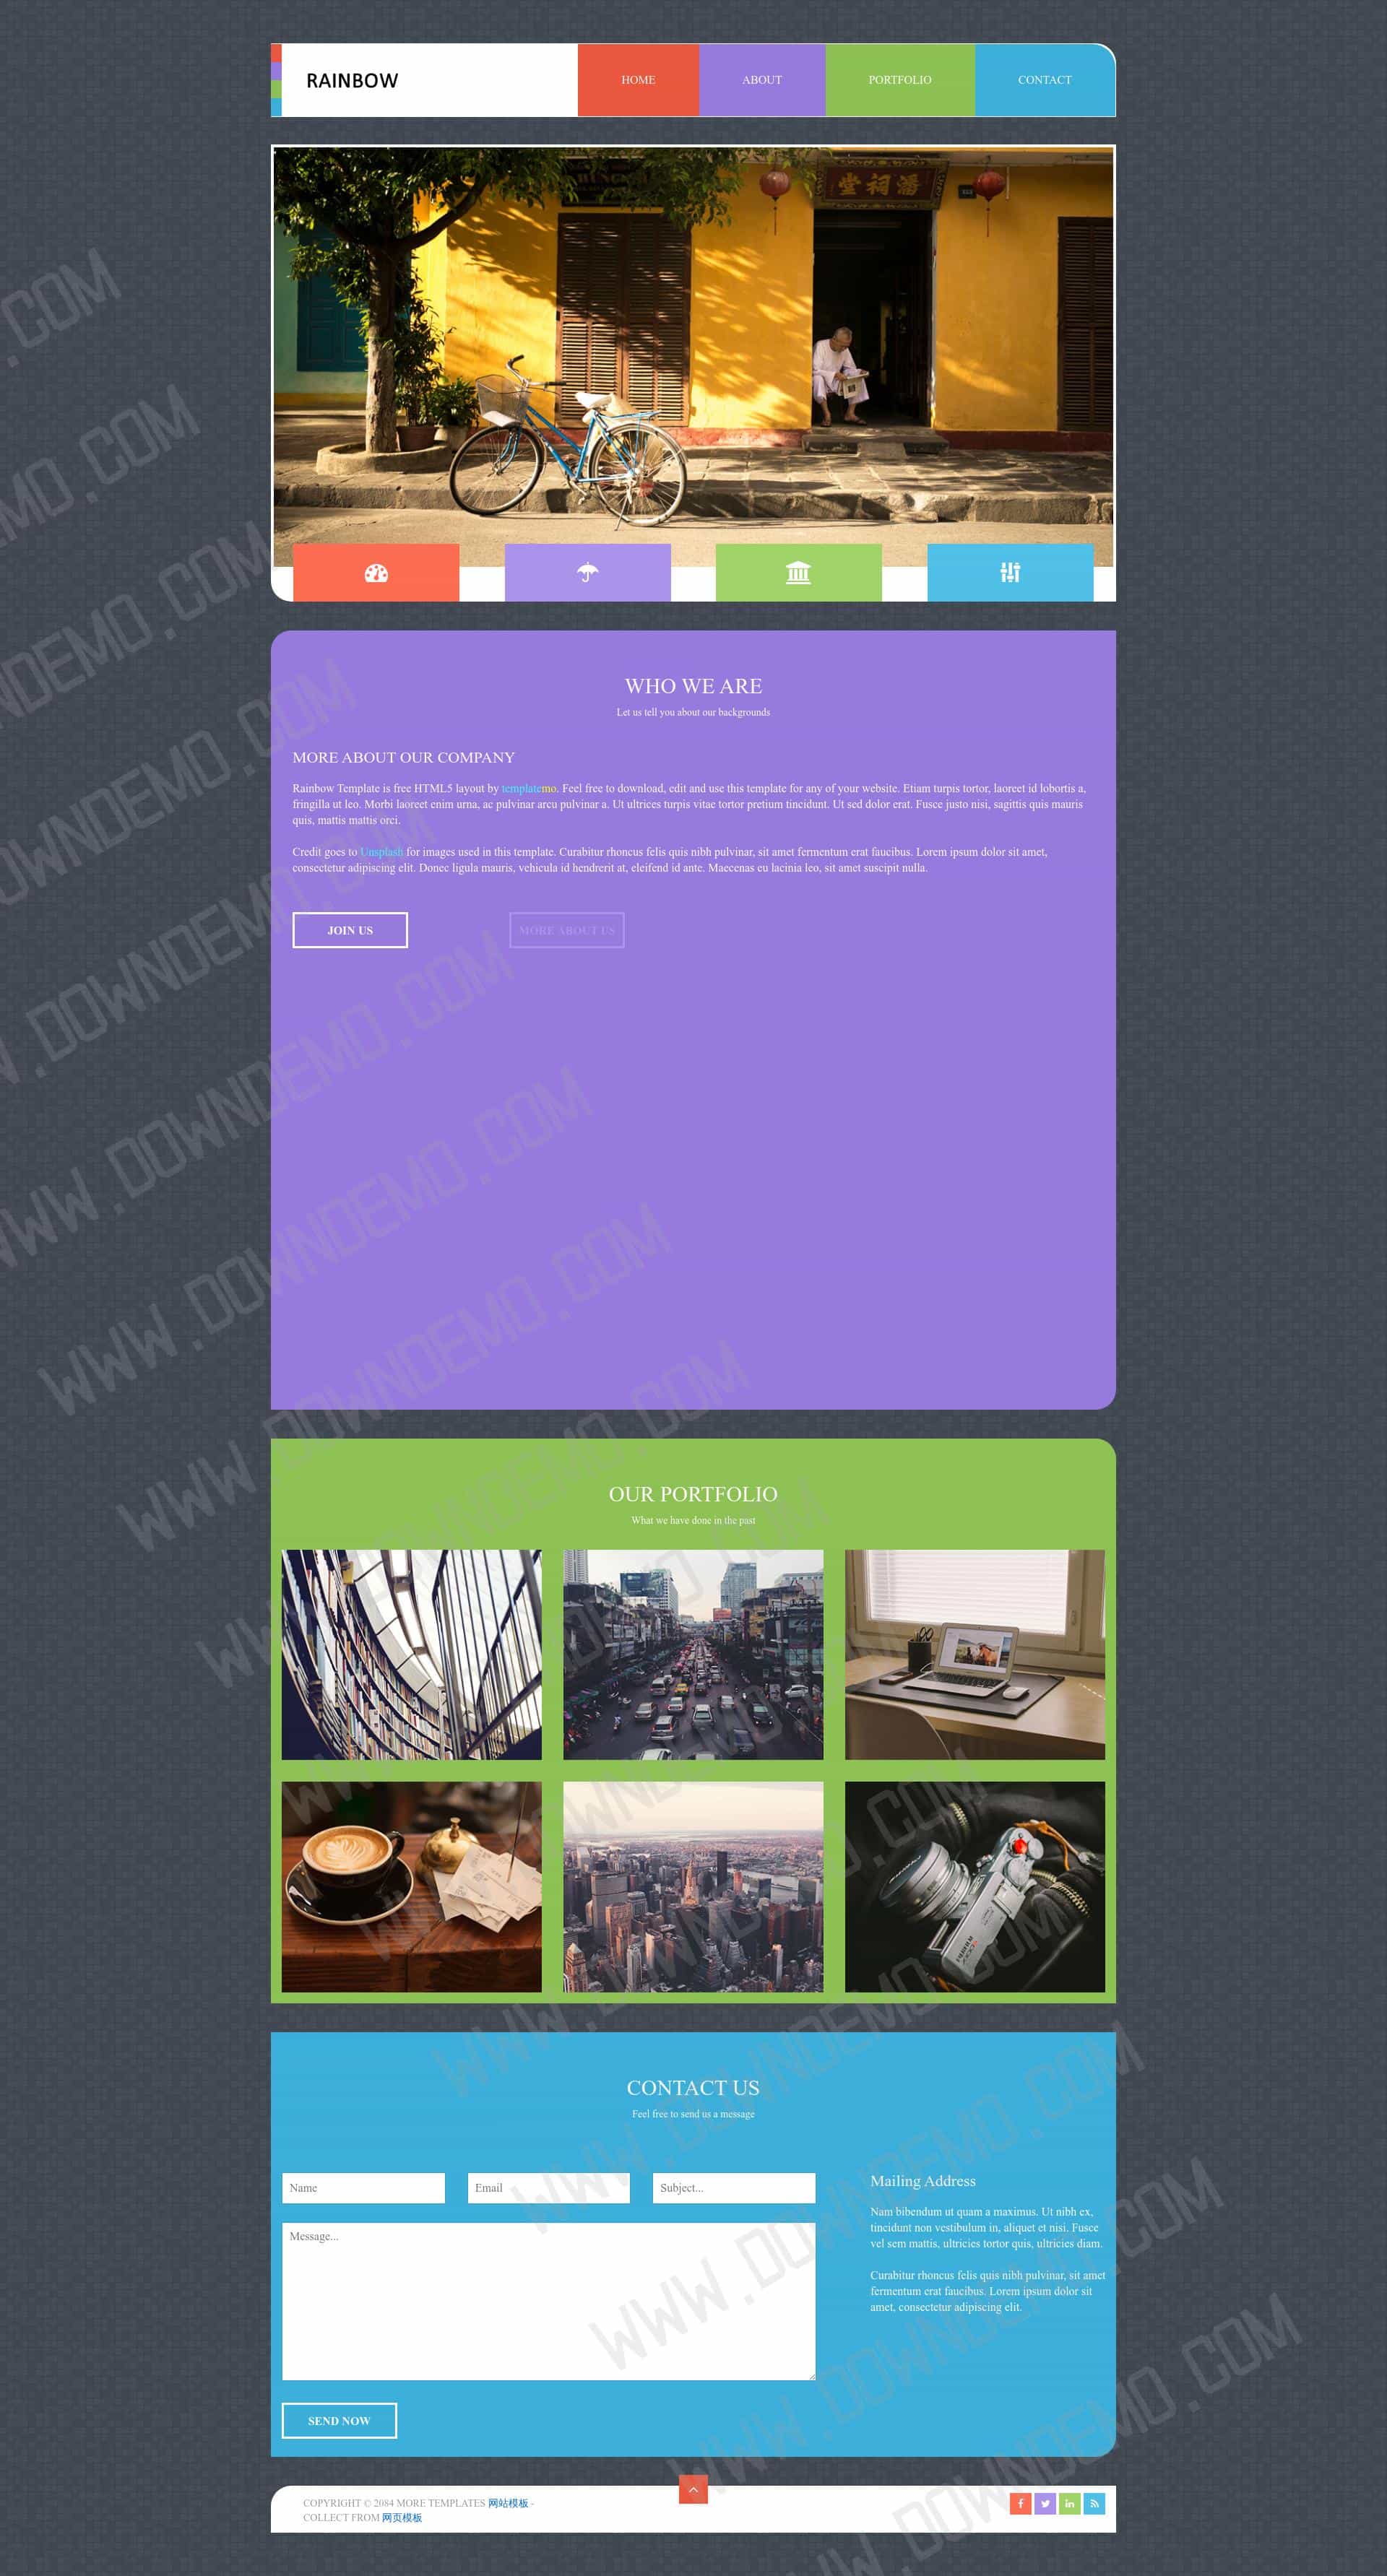 RAINBOW
HOME
ABOUT
PORTFOLIO
CONTACT
堂祠潘
WHO WE ARE
Let us tell you about our backgrounds
MORE ABOUT OUR COMPANY
Rainbow Template is free HTML5 layout by templatemo. Feel free to download, edit and use this template for any of your website. Etiam turpis tortor, laoreet id lobortis a,
fringilla ut leo. Morbi laoreet enim urna, ac pulvinar arcu pulvinar a. Ut ultrices turpis vitae tortor pretium tincidunt. Ut sed dolor erat. Fusce justo nisi, sagittis quis mauris
quis, mattis mattis orci.
Credit goes to Unsplash for images used in this template. Curabitur rhoncus felis quis nibh pulvinar, sit amet fermentum erat faucibus. Lorem ipsum dolor sit amet,
consectetur adipiscing elit. Donec ligula mauris, vehicula id hendrerit at, eleifend id ante. Maecenas eu lacinia leo, sit amet suscipit nulla.
JOIN US
MORE ABOUT US
OUR PORTFOLIO
What we have done in the past
CONTACT US
Feel free to send us a message
Name
Email
Subject...
Message...
SEND NOW
Mailing Address
Nam bibendum ut quam a maximus. Ut nibh ex,
tincidunt non vestibulum in, aliquet et nisi. Fusce
vel sem mattis, ultricies tortor quis, ultricies diam.
Curabitur rhoncus felis quis nibh pulvinar, sit amet
fermentum erat faucibus. Lorem ipsum dolor sit
amet, consectetur adipiscing elit.
COPYRIGHT © 2084 MORE TEMPLATES 网站模板 -
COLLECT FROM 网页模板
WWW.DOWNDEMO.COM